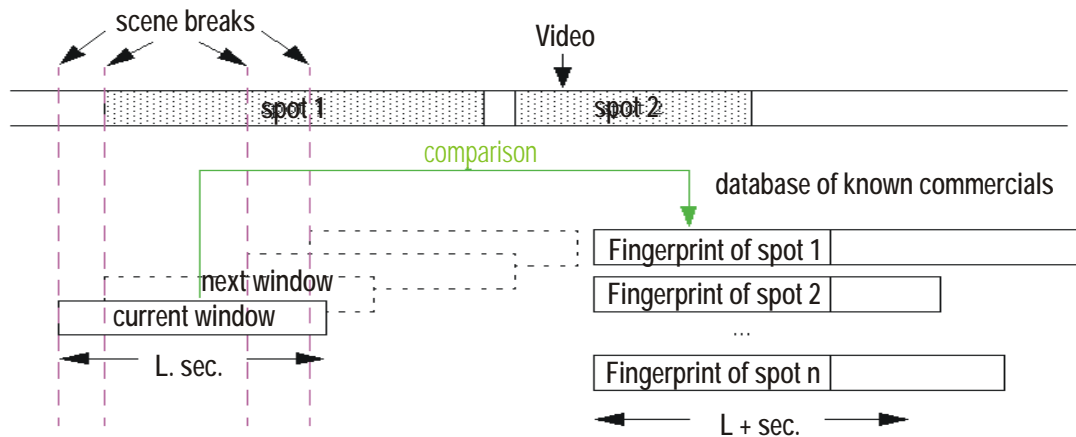 scene breaks
Video
spot 1
spot 2
comparison
database of known commercials
Fingerprint of spot 1
next window
Fingerprint of spot 2
current window
...
L. sec.
Fingerprint of spot n
L + sec.